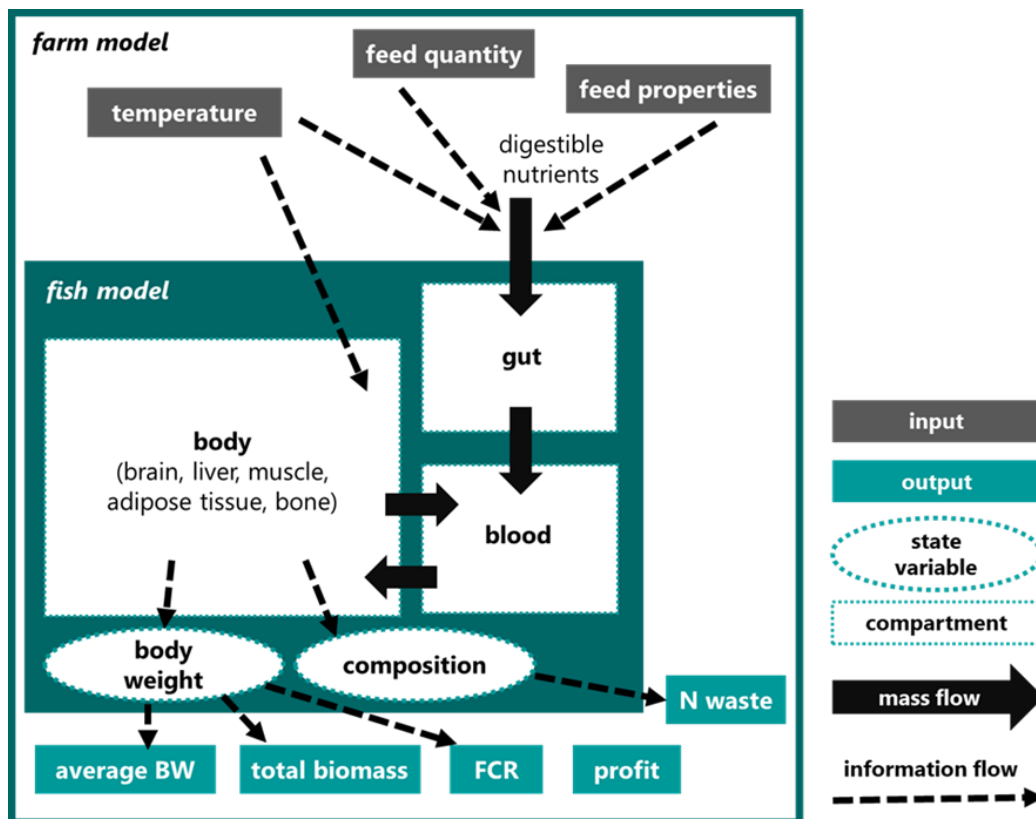 farm model
feed quantity
feed properties
temperature
digestible
nutrients
fish model
gut
body
(brain, liver, muscle,
adipose tissue, bone)
blood
body
weight
composition
N waste
average BW
total biomass
FCR
profit
input
output
state
variable
compartment
mass flow
information flow